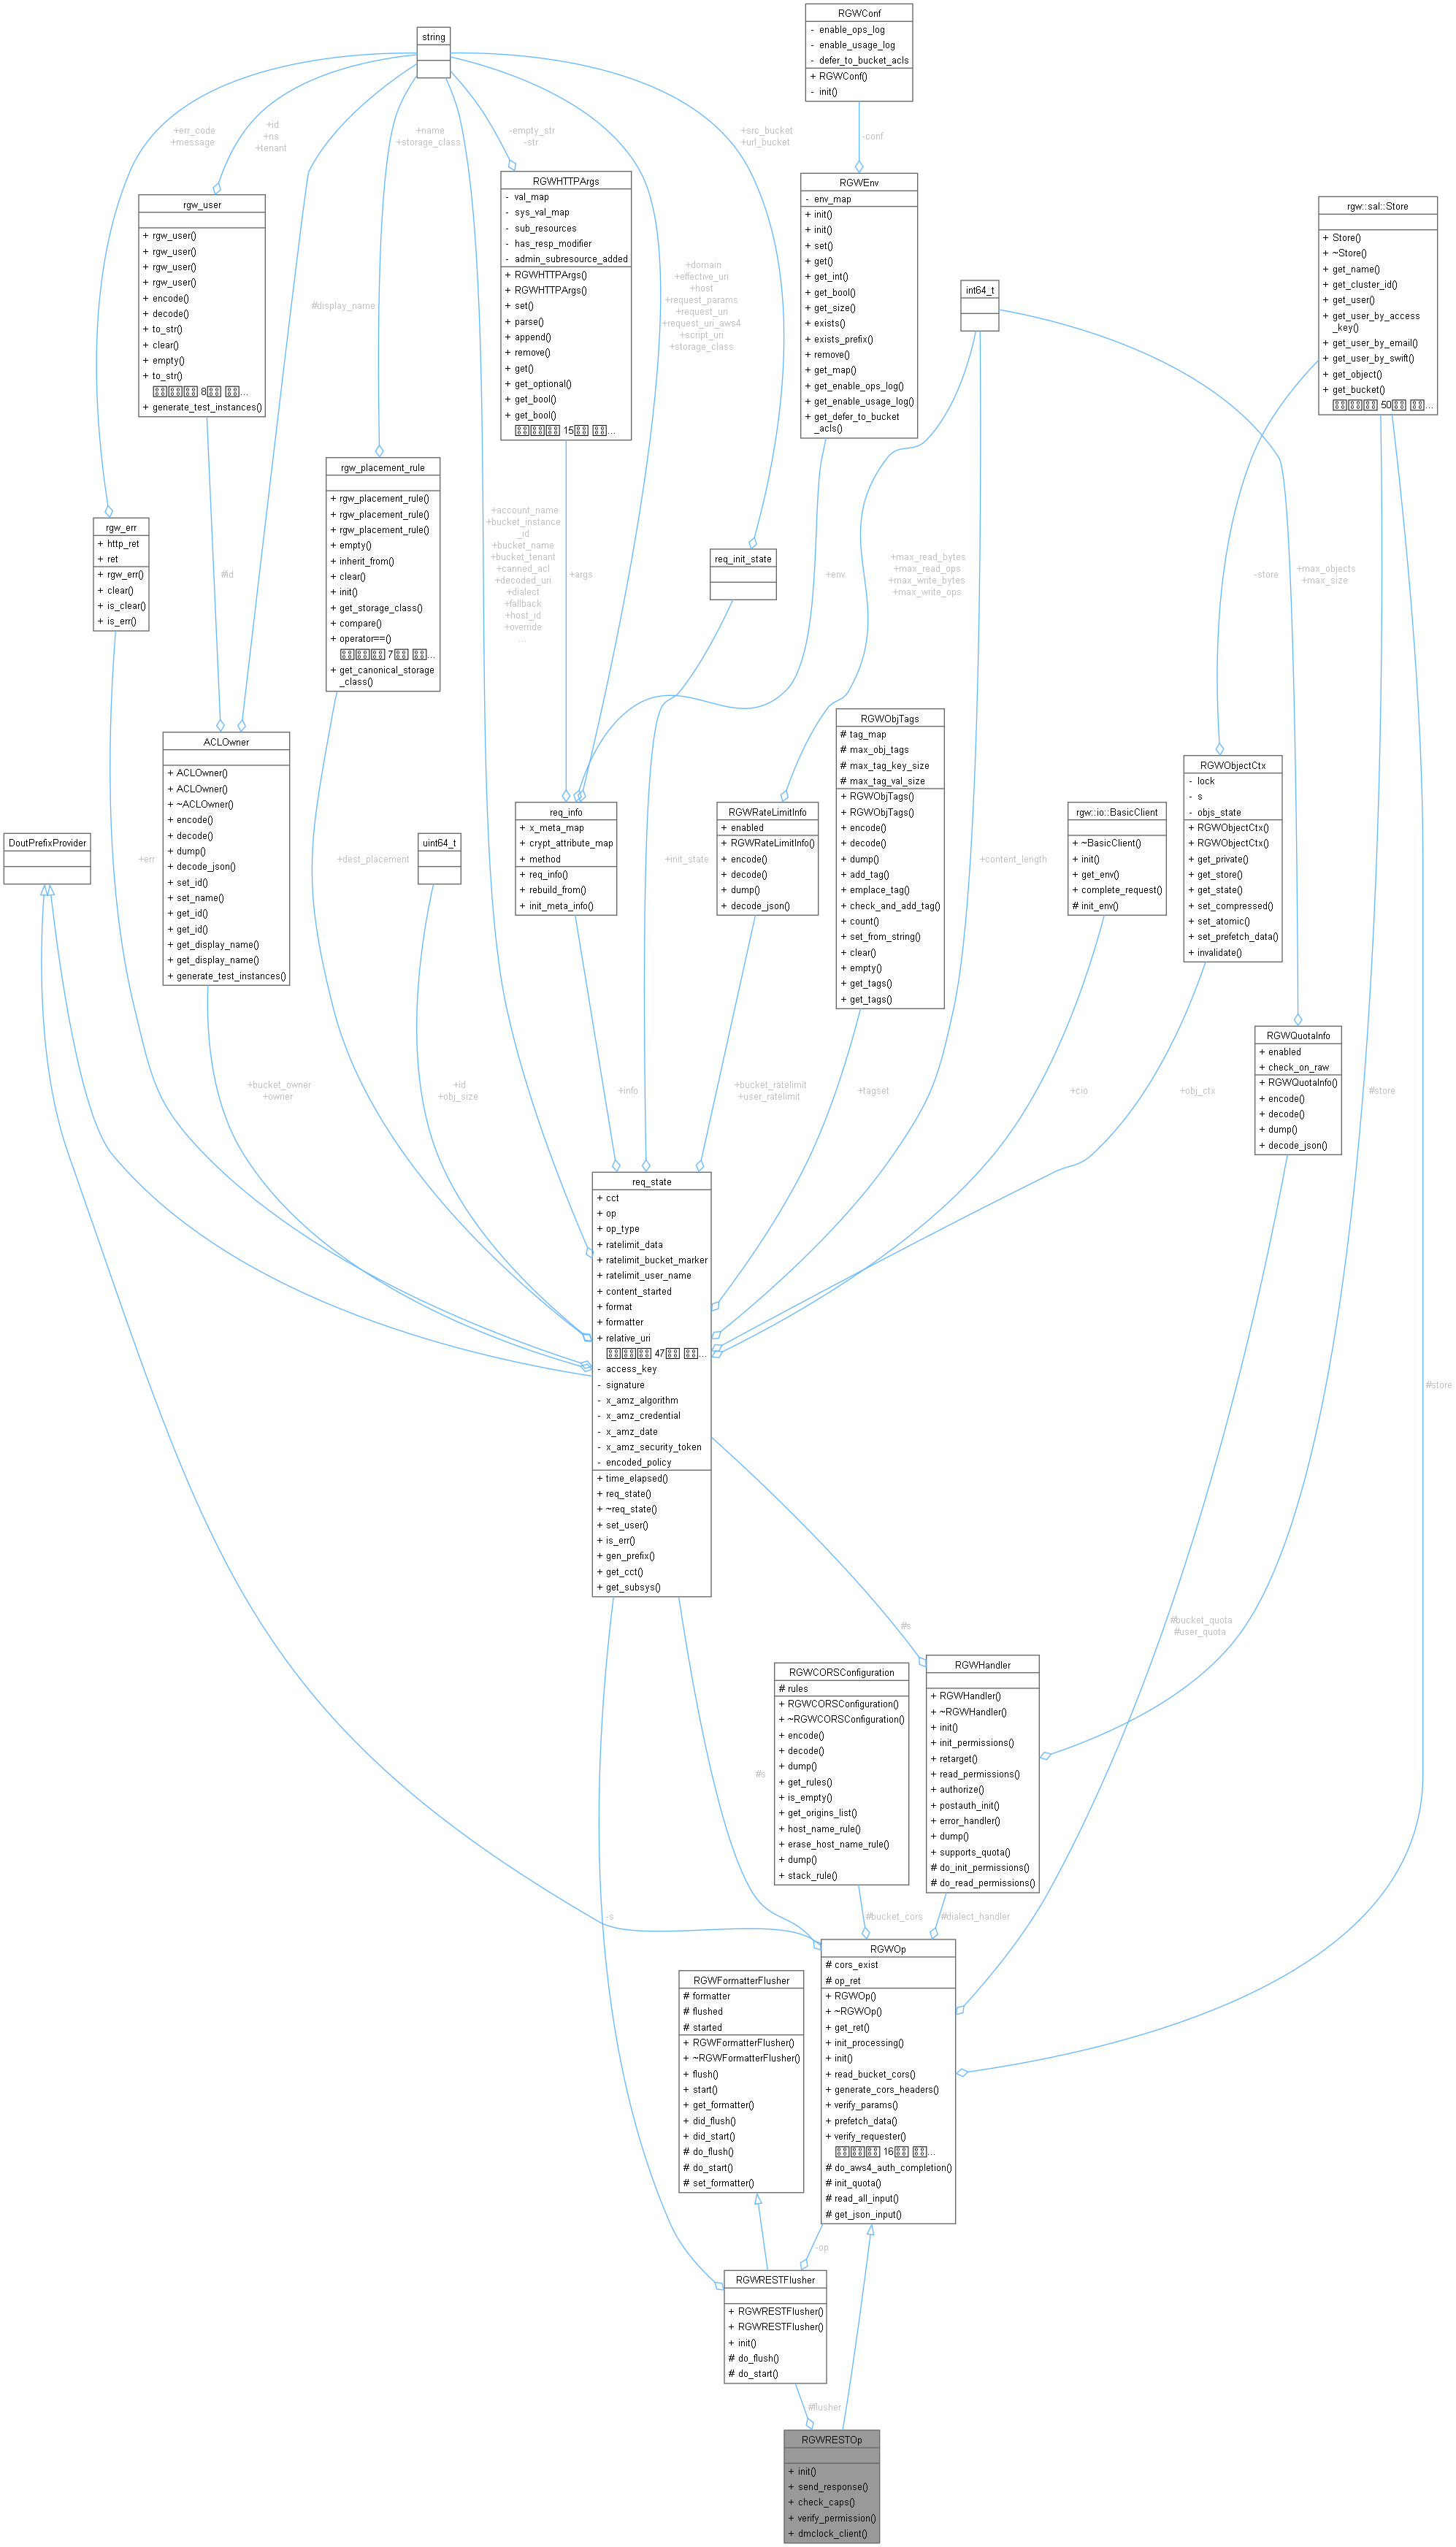 RGWConf
- enable_ops_log
- enable_usage_log
- defer_to_bucket_acls
+ RGWConf()
- init()
string
+err_code
+message
+id
+ns
+tenant
+name
+storage_class
-empty_str
-str
+src_bucket
+url_bucket
-conf
rgw_user
+ rgw_user()
+ rgw_user()
+ rgw_user()
+ rgw_user()
+ encode()
+ decode()
+ to_str()
+ clear()
+ empty()
+ to_str()
8
...
+ generate_test_instances()
RGWHTTPArgs
- val_map
- sys_val_map
- sub_resources
- has_resp_modifier
- admin_subresource_added
+ RGWHTTPArgs()
+ RGWHTTPArgs()
+ set()
+ parse()
+ append()
+ remove()
+ get()
+ get_optional()
+ get_bool()
+ get_bool()
15
...
RGWEnv
- env_map
+ init()
+ init()
+ set()
+ get()
+ get_int()
+ get_bool()
+ get_size()
+ exists()
+ exists_prefix()
+ remove()
+ get_map()
+ get_enable_ops_log()
+ get_enable_usage_log()
+ get_defer_to_bucket
_acls()
rgw::sal::Store
+ Store()
+ ~Store()
+ get_name()
+ get_cluster_id()
+ get_user()
+ get_user_by_access
_key()
+ get_user_by_email()
+ get_user_by_swift()
+ get_object()
+ get_bucket()
50
...
int64_t
#display_name
+domain
+effective_uri
+host
+request_params
+request_uri
+request_uri_aws4
+script_uri
+storage_class
rgw_placement_rule
+ rgw_placement_rule()
+ rgw_placement_rule()
+ rgw_placement_rule()
+ empty()
+ inherit_from()
+ clear()
+ init()
+ get_storage_class()
+ compare()
+ operator==()
7
...
+ get_canonical_storage
_class()
rgw_err
+ http_ret
+ ret
+ rgw_err()
+ clear()
+ is_clear()
+ is_err()
#id
+account_name
+bucket_instance
_id
+bucket_name
+bucket_tenant
+canned_acl
+decoded_uri
+dialect
+fallback
+host_id
+override
...
+args
req_init_state
+env
+max_read_bytes
+max_read_ops
+max_write_bytes
+max_write_ops
-store
+max_objects
+max_size
ACLOwner
+ ACLOwner()
+ ACLOwner()
+ ~ACLOwner()
+ encode()
+ decode()
+ dump()
+ decode_json()
+ set_id()
+ set_name()
+ get_id()
+ get_id()
+ get_display_name()
+ get_display_name()
+ generate_test_instances()
DoutPrefixProvider
+err
+dest_placement
uint64_t
req_info
+ x_meta_map
+ crypt_attribute_map
+ method
+ req_info()
+ rebuild_from()
+ init_meta_info()
+init_state
RGWRateLimitInfo
+ enabled
+ RGWRateLimitInfo()
+ encode()
+ decode()
+ dump()
+ decode_json()
RGWObjTags
# tag_map
# max_obj_tags
# max_tag_key_size
# max_tag_val_size
+ RGWObjTags()
+ RGWObjTags()
+ encode()
+ decode()
+ dump()
+ add_tag()
+ emplace_tag()
+ check_and_add_tag()
+ count()
+ set_from_string()
+ clear()
+ empty()
+ get_tags()
+ get_tags()
+content_length
rgw::io::BasicClient
+ ~BasicClient()
+ init()
+ get_env()
+ complete_request()
# init_env()
RGWObjectCtx
- lock
- s
- objs_state
+ RGWObjectCtx()
+ RGWObjectCtx()
+ get_private()
+ get_store()
+ get_state()
+ set_compressed()
+ set_atomic()
+ set_prefetch_data()
+ invalidate()
RGWQuotaInfo
+ enabled
+ check_on_raw
+ RGWQuotaInfo()
+ encode()
+ decode()
+ dump()
+ decode_json()
+bucket_owner
+owner
+id
+obj_size
+info
+bucket_ratelimit
+user_ratelimit
+tagset
+cio
+obj_ctx
#store
#store
req_state
+ cct
+ op
+ op_type
+ ratelimit_data
+ ratelimit_bucket_marker
+ ratelimit_user_name
+ content_started
+ format
+ formatter
+ relative_uri
47
...
- access_key
- signature
- x_amz_algorithm
- x_amz_credential
- x_amz_date
- x_amz_security_token
- encoded_policy
+ time_elapsed()
+ req_state()
+ ~req_state()
+ set_user()
+ is_err()
+ gen_prefix()
+ get_cct()
+ get_subsys()
#s
#bucket_quota
#user_quota
RGWCORSConfiguration
# rules
+ RGWCORSConfiguration()
+ ~RGWCORSConfiguration()
+ encode()
+ decode()
+ dump()
+ get_rules()
+ is_empty()
+ get_origins_list()
+ host_name_rule()
+ erase_host_name_rule()
+ dump()
+ stack_rule()
RGWHandler
+ RGWHandler()
+ ~RGWHandler()
+ init()
+ init_permissions()
+ retarget()
+ read_permissions()
+ authorize()
+ postauth_init()
+ error_handler()
+ dump()
+ supports_quota()
# do_init_permissions()
# do_read_permissions()
#s
-s
#bucket_cors
#dialect_handler
RGWFormatterFlusher
# formatter
# flushed
# started
+ RGWFormatterFlusher()
+ ~RGWFormatterFlusher()
+ flush()
+ start()
+ get_formatter()
+ did_flush()
+ did_start()
# do_flush()
# do_start()
# set_formatter()
RGWOp
# cors_exist
# op_ret
+ RGWOp()
+ ~RGWOp()
+ get_ret()
+ init_processing()
+ init()
+ read_bucket_cors()
+ generate_cors_headers()
+ verify_params()
+ prefetch_data()
+ verify_requester()
16
...
# do_aws4_auth_completion()
# init_quota()
# read_all_input()
# get_json_input()
-op
RGWRESTFlusher
+ RGWRESTFlusher()
+ RGWRESTFlusher()
+ init()
# do_flush()
# do_start()
#flusher
RGWRESTOp
+ init()
+ send_response()
+ check_caps()
+ verify_permission()
+ dmclock_client()